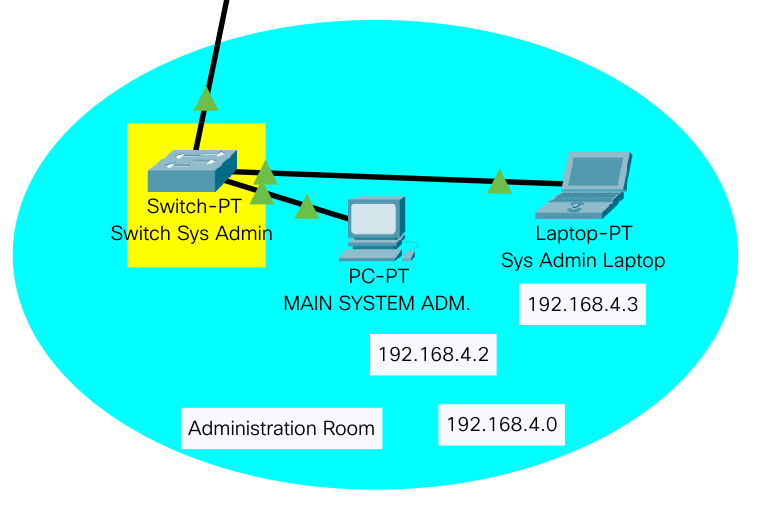 Switch-PT
Switch Sys Admin
PC-PT
MAIN SYSTEM ADM.
Laptop-PT
Sys Admin Laptop
192.168.4.3
192.168.4.2
Administration Room
192.168.4.0